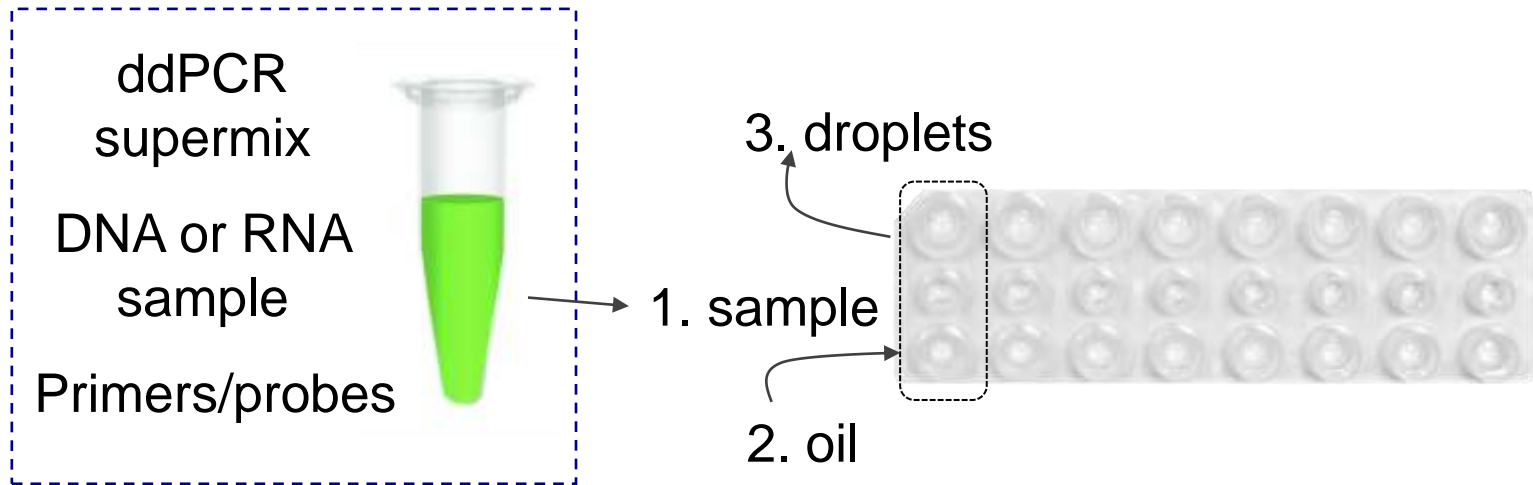 ddPCR
supermix
DNA or RNA
sample
Primers/probes
3. droplets
1. sample
2. oil